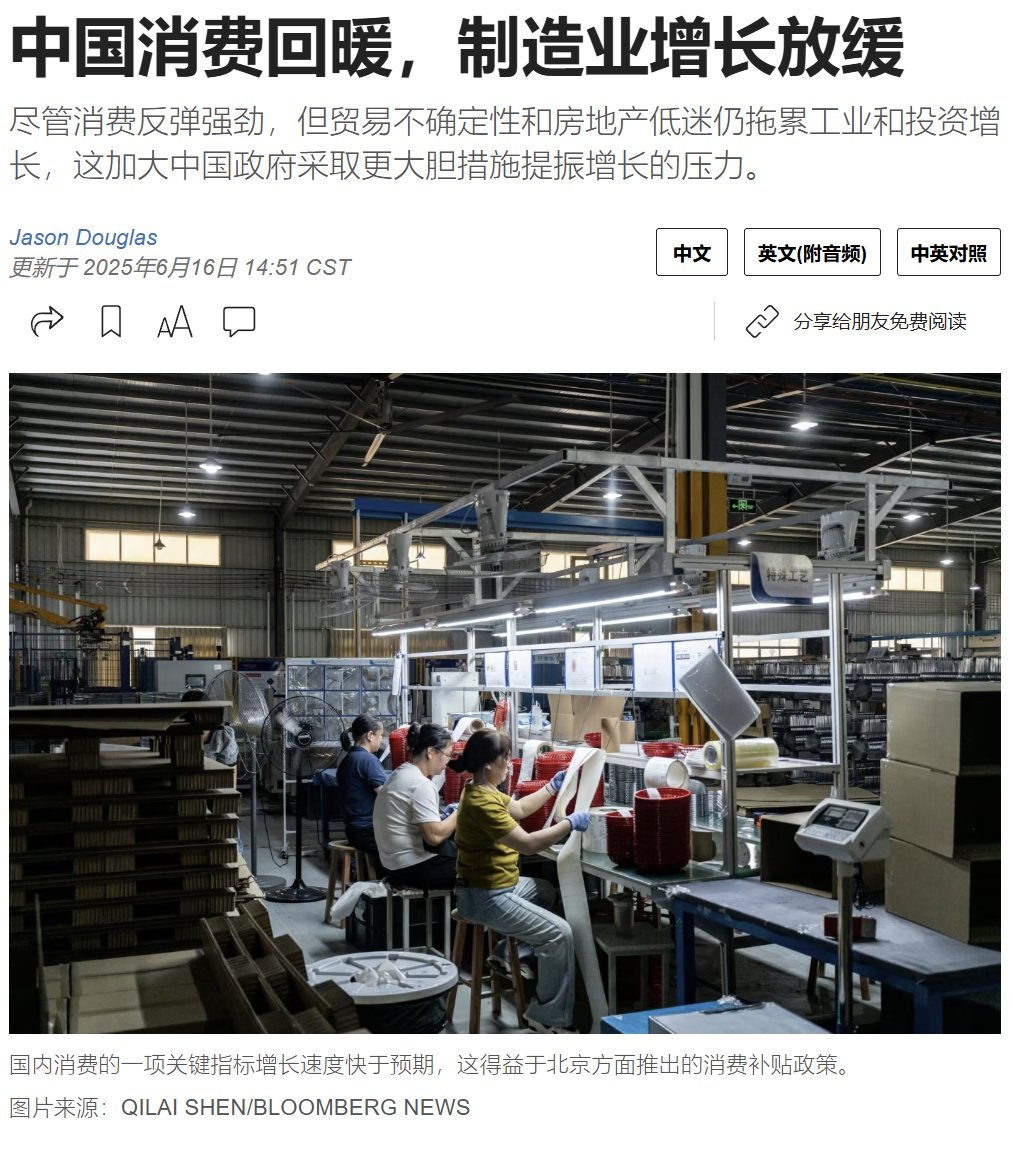 中国消费回暖，制造业增长放缓
尽管消费反弹强劲，但贸易不确定性和房地产低迷仍拖累工业和投资增
长，这加大中国政府采取更大胆措施提振增长的压力。
Jason Douglas
更新于 2025年6月16日 14:51 CST
中文
英文(附音频)
中英对照
AA
分享给朋友免费阅读
特殊工艺
国内消费的一项关键指标增长速度快于预期，这得益于北京方面推出的消费补贴政策。
图片来源：QILAI SHEN/BLOOMBERG NEWS